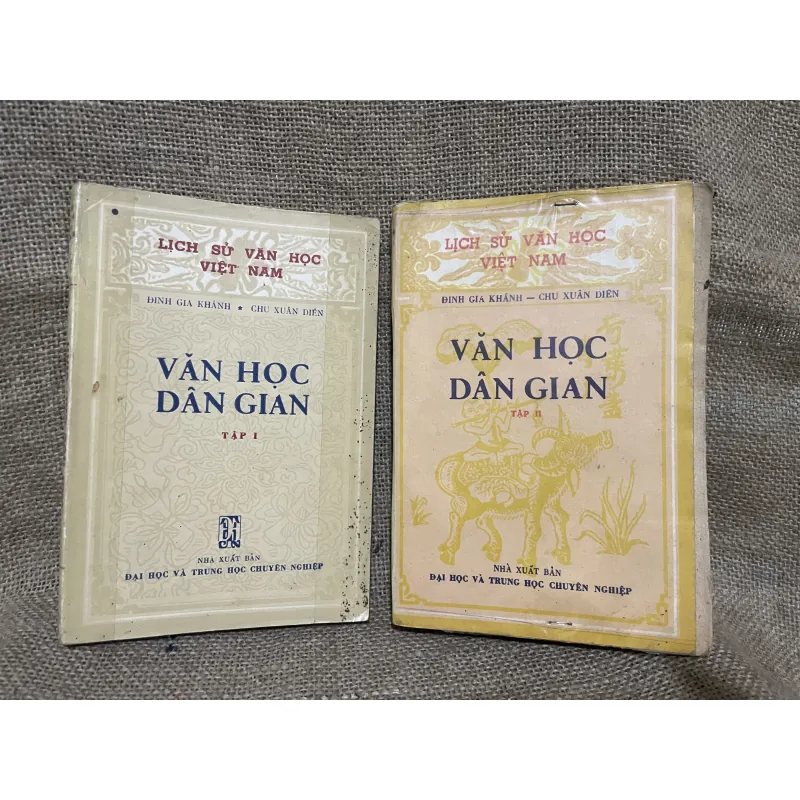 LỊCH SỬ VĂN HỌC
VIỆT NAM
ĐINH GIA KHÁNH ★ CHU XUÂN DIÊN
VĂN HỌC
DÂN GIAN
TẬP I
NHÀ XUẤT BẢN
ĐẠI HỌC VÀ TRUNG HỌC CHUYÊN NGHIỆP
LỊCH SỬ VĂN HỌC
VIỆT NAM
ĐINH GIA KHÁNH — CHU XUÂN DIÊN
VĂN HỌC
DÂN GIAN
TẬP II
NHÀ XUẤT BẢN
ĐẠI HỌC VÀ TRUNG HỌC CHUYÊN NGHIỆP